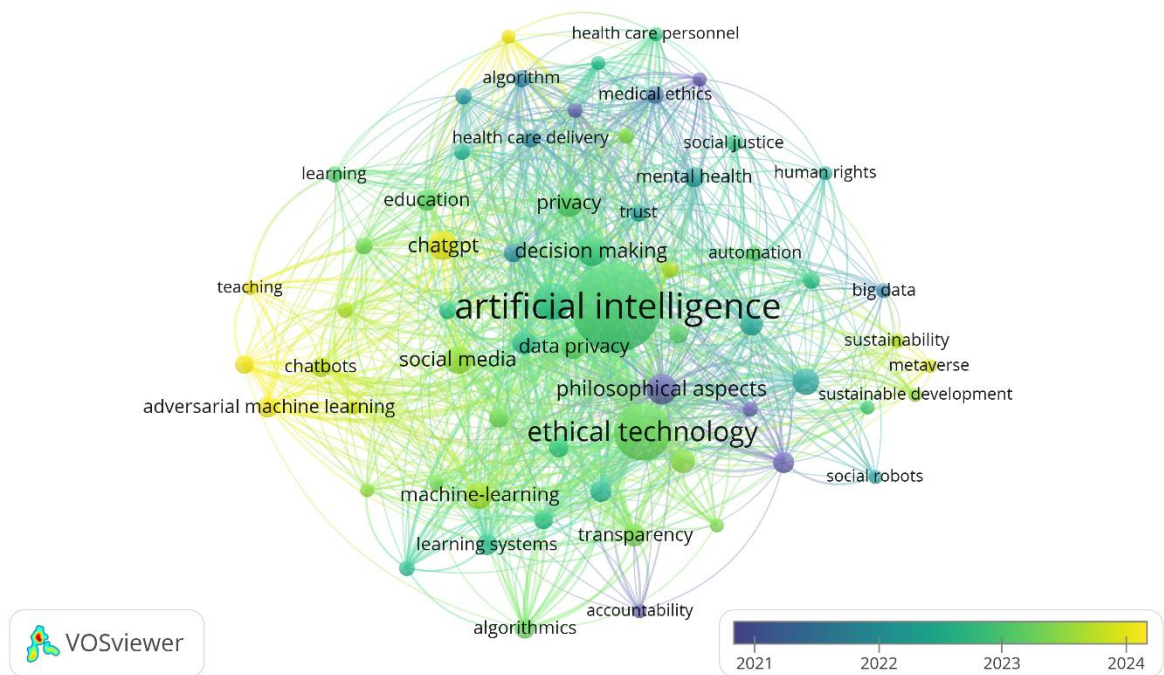 health care personnel
algorithm
medical ethics
health care delivery
social justice
learning
mental health
human rights
education
privacy
trust
chatgpt
decision making
automation
teaching
artificial intelligence
big data
social media
data privacy
sustainability
chatbots
metaverse
philosophical aspects
sustainable development
adversarial machine learning
ethical technology
social robots
machine-learning
transparency
learning systems
accountability
algorithmics
VOSviewer
2021
2022
2023
2024